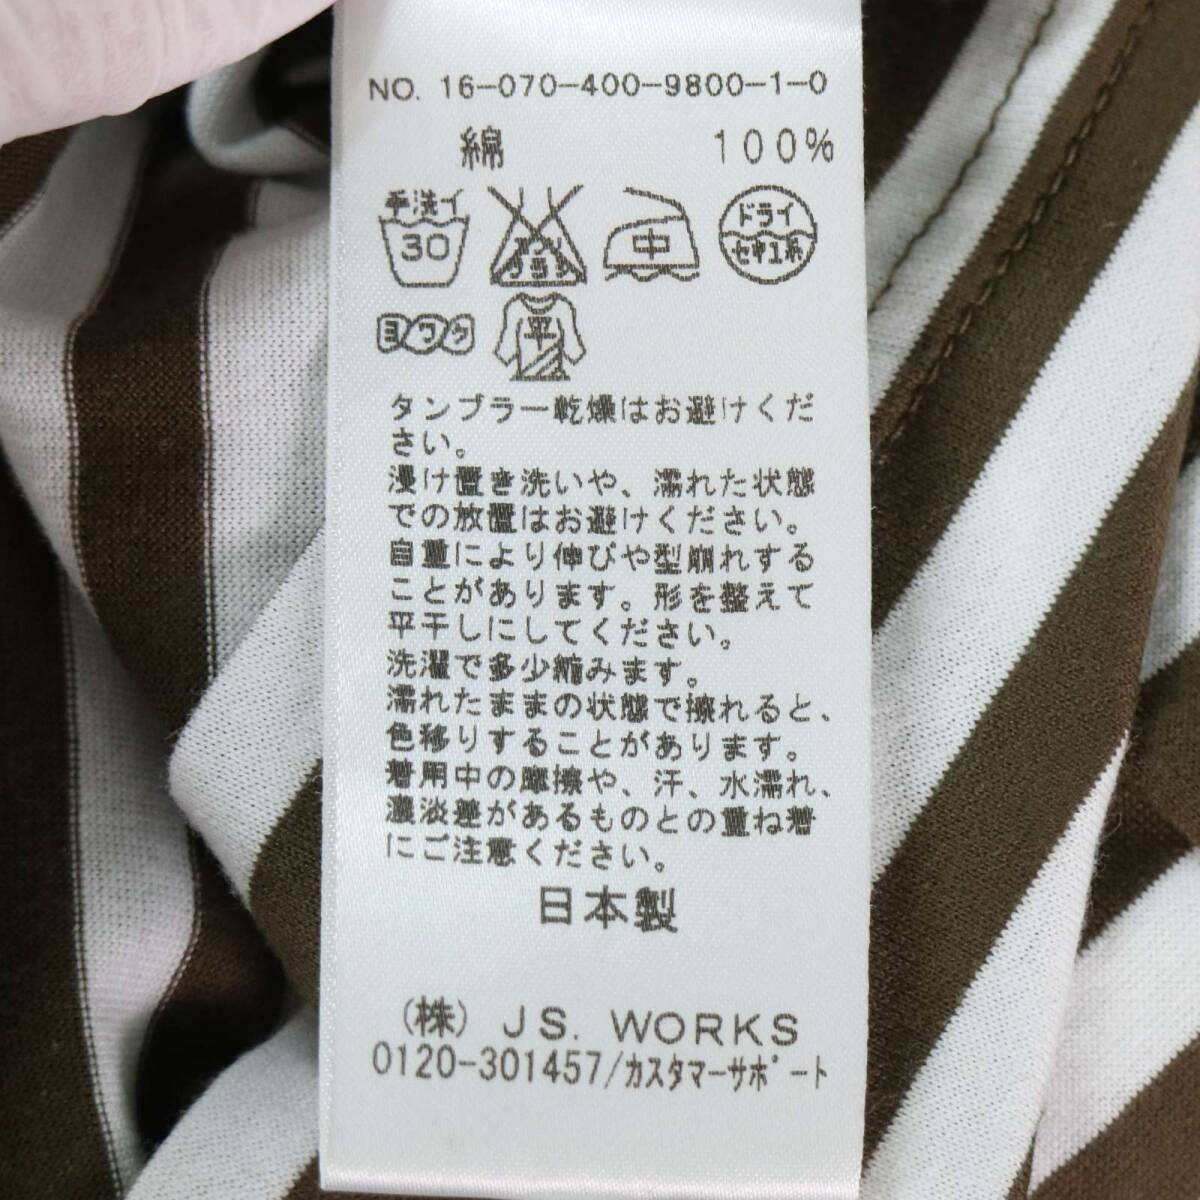 NO. 16-070-400-9800-1-0
綿 100%
手洗イ 30
エンソ サラシ
中
ドライ セキユ系
ヨワク
平
タンブラー乾燥はお避けくだ
さい。
浸け置き洗いや、濡れた状態
での放置はお避けください。
自重により伸びや型崩れする
ことがあります。形を整えて
平干しにしてください。
洗濯で多少縮みます。
濡れたままの状態で擦れると、
色移りすることがあります。
着用中の摩擦や、汗、水濡れ、
濃淡差があるものとの重ね着
にご注意ください。
日本製
(株) JS. WORKS
0120-301457/カスタマーサポート